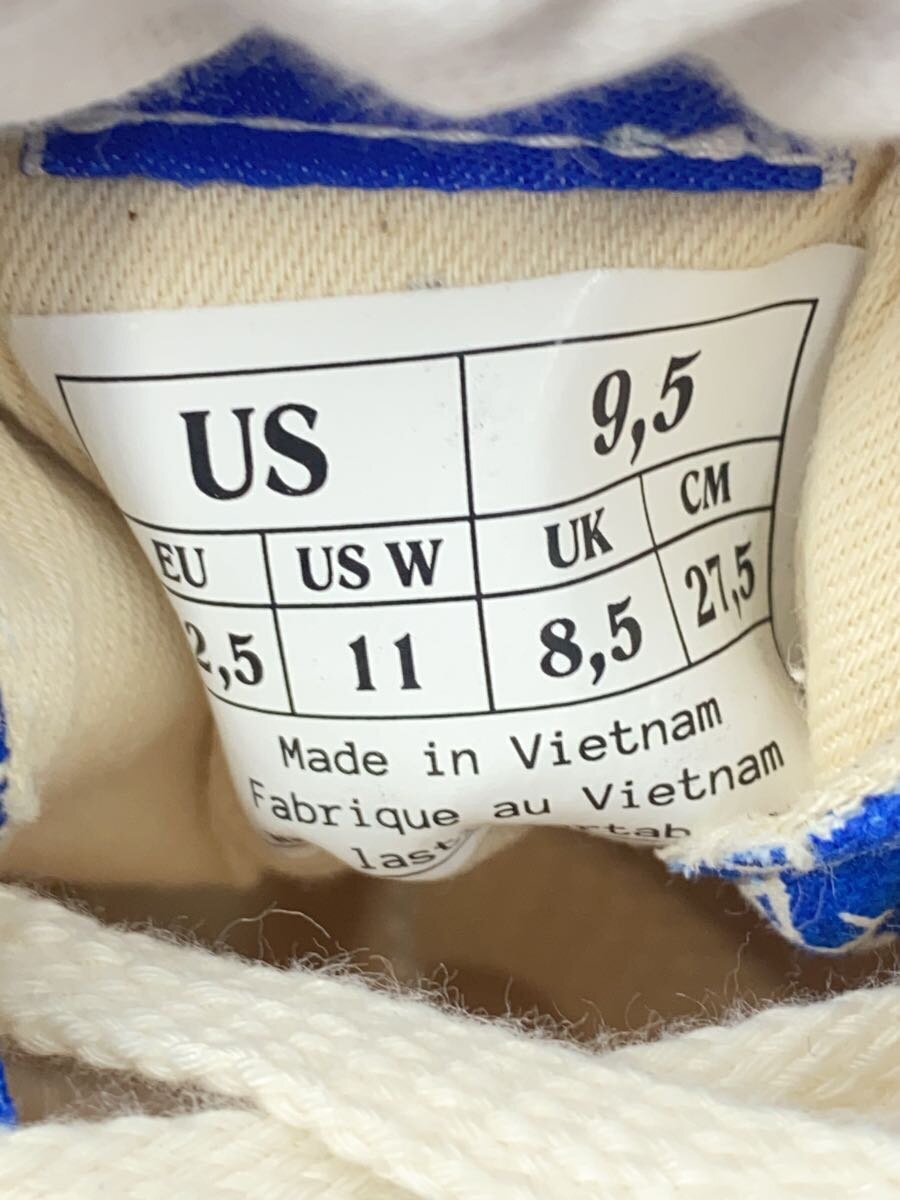 US 9,5
EU US W UK CM
2,5 11 8,5 27,5
Made in Vietnam
Fabrique au Vietnam